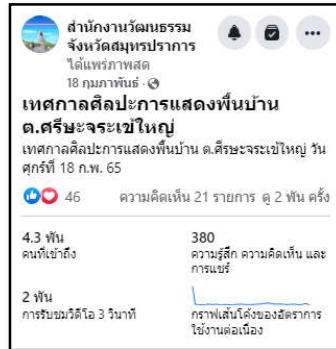 สำนักงานวัฒนธรรม
จังหวัดสมุทรปราการ
ได้แพร่ภาพสด
18 กุมภาพันธ์ ·
เทศกาลศิลปะการแสดงพื้นบ้าน
ต.ศรีษะจระเข้ใหญ่
เทศกาลศิลปะการแสดงพื้นบ้าน ต.ศีรษะจระเข้ใหญ่ วัน
ศุกร์ที่ 18 ก.พ. 65
46 ความคิดเห็น 21 รายการ ดู 2 พัน ครั้ง
4.3 พัน
คนที่เข้าถึง
380
ความรู้สึก ความคิดเห็น และ
การแชร์
2 พัน
การรับชมวิดีโอ 3 วินาที
กราฟเส้นโค้งของอัตราการ
ใช้งานต่อเนื่อง